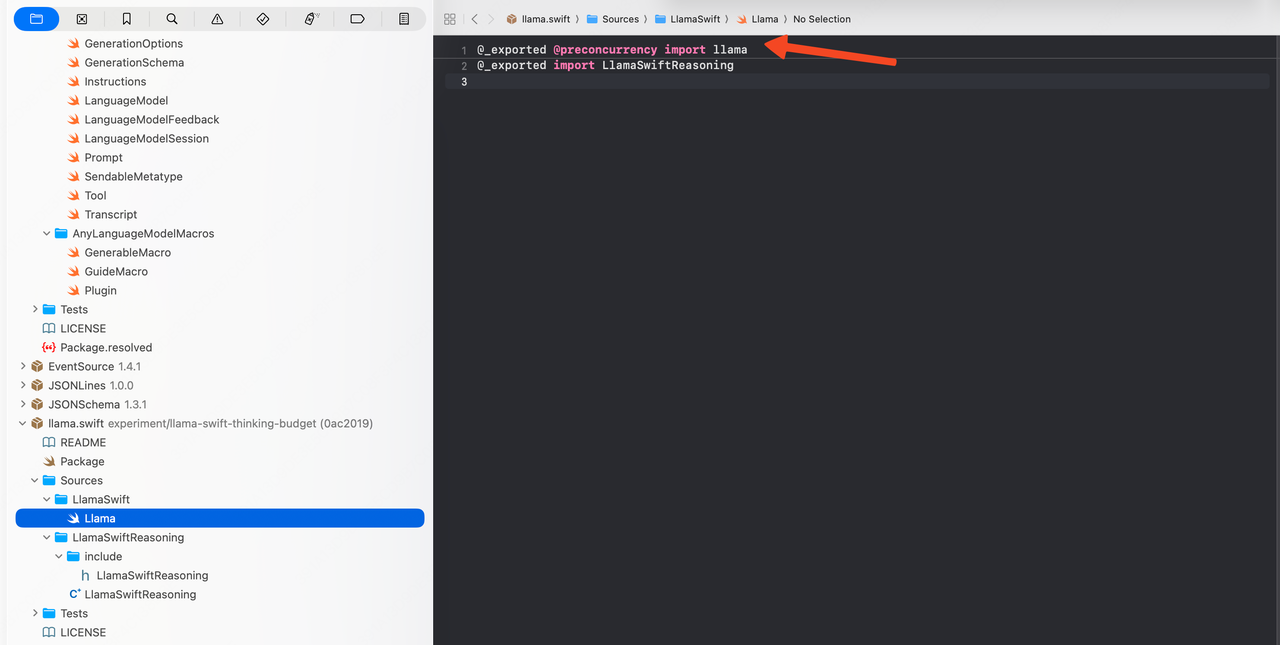 llama.swift 〉 Sources 〉 LlamaSwift 〉 Llama 〉 No Selection
GenerationOptions
GenerationSchema
Instructions
LanguageModel
LanguageModelFeedback
LanguageModelSession
Prompt
SendableMetatype
Tool
Transcript
AnyLanguageModelMacros
GenerableMacro
GuideMacro
Plugin
Tests
LICENSE
Package.resolved
EventSource 1.4.1
JSONLines 1.0.0
JSONSchema 1.3.1
llama.swift experiment/llama-swift-thinking-budget (0ac2019)
README
Package
Sources
LlamaSwift
Llama
LlamaSwiftReasoning
include
h LlamaSwiftReasoning
C+ LlamaSwiftReasoning
Tests
LICENSE
1 @_exported @preconcurrency import llama
2 @_exported import LlamaSwiftReasoning
3